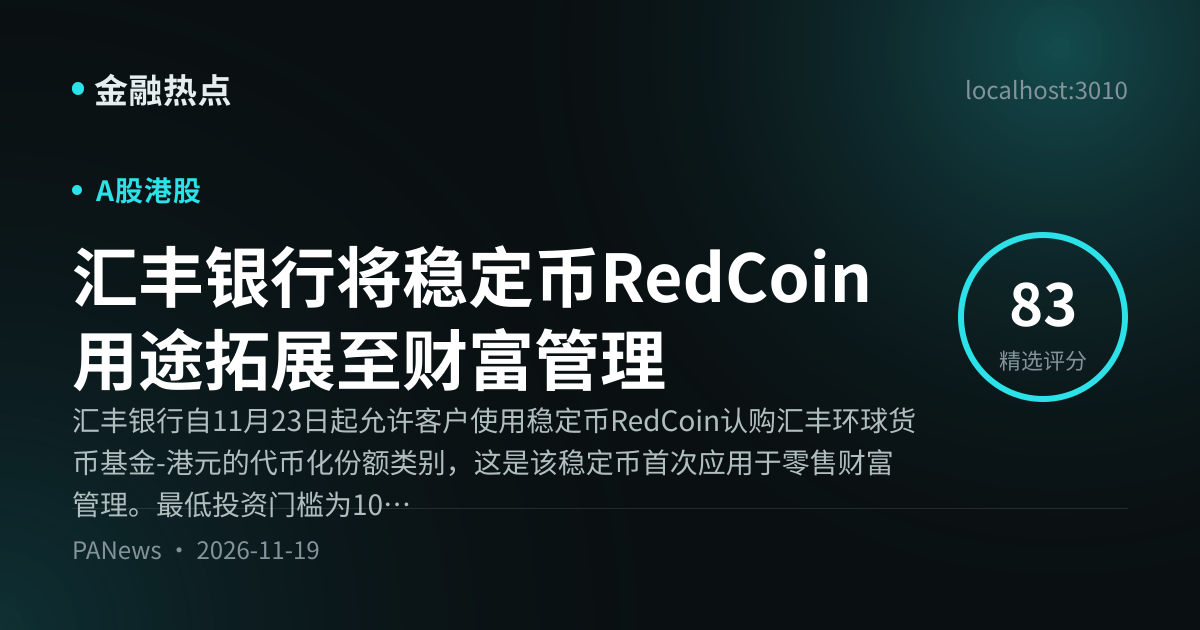 金融热点
localhost:3010
A股港股
汇丰银行将稳定币RedCoin
用途拓展至财富管理
83
精选评分
汇丰银行自11月23日起允许客户使用稳定币RedCoin认购汇丰环球货
币基金-港元的代币化份额类别，这是该稳定币首次应用于零售财富
管理。最低投资门槛为10…
PANews • 2026-11-19